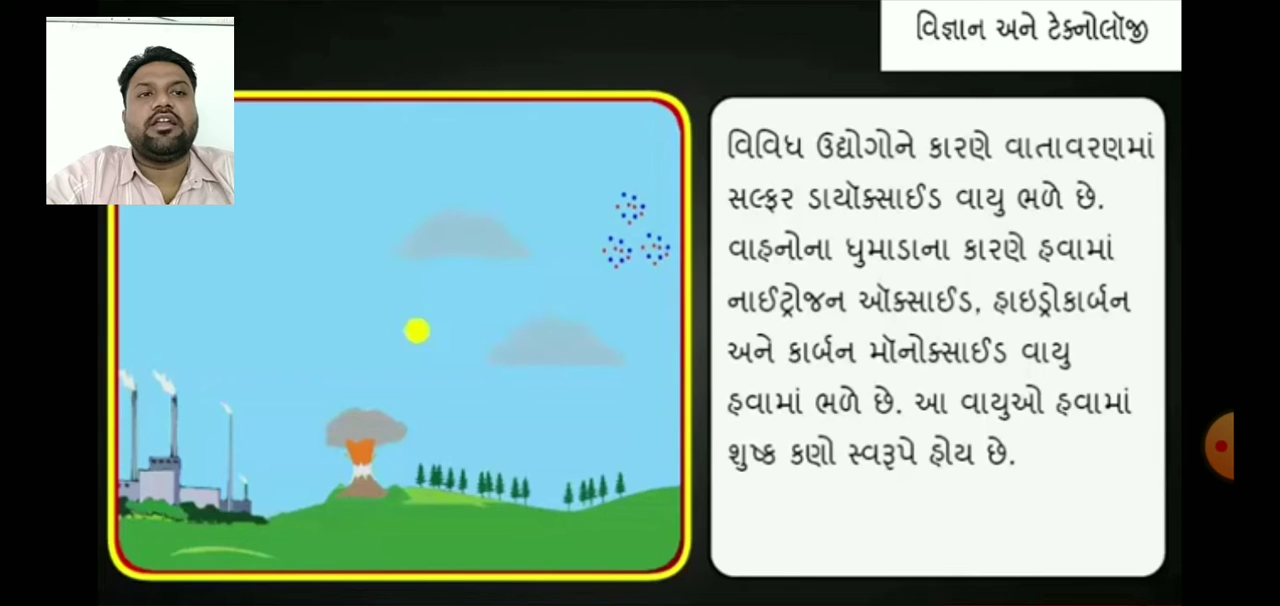 વિજ્ઞાન અને ટેક્નોલૉજી
વિવિધ ઉદ્યોગોને કારણે વાતાવરણમાં
સલ્ફર ડાયૉક્સાઈડ વાયુ ભળે છે.
વાહનોના ધુમાડાના કારણે હવામાં
નાઈટ્રોજન ઑક્સાઈડ, હાઇડ્રોકાર્બન
અને કાર્બન મૉનોક્સાઈડ વાયુ
હવામાં ભળે છે. આ વાયુઓ હવામાં
શુષ્ક કણો સ્વરૂપે હોય છે.